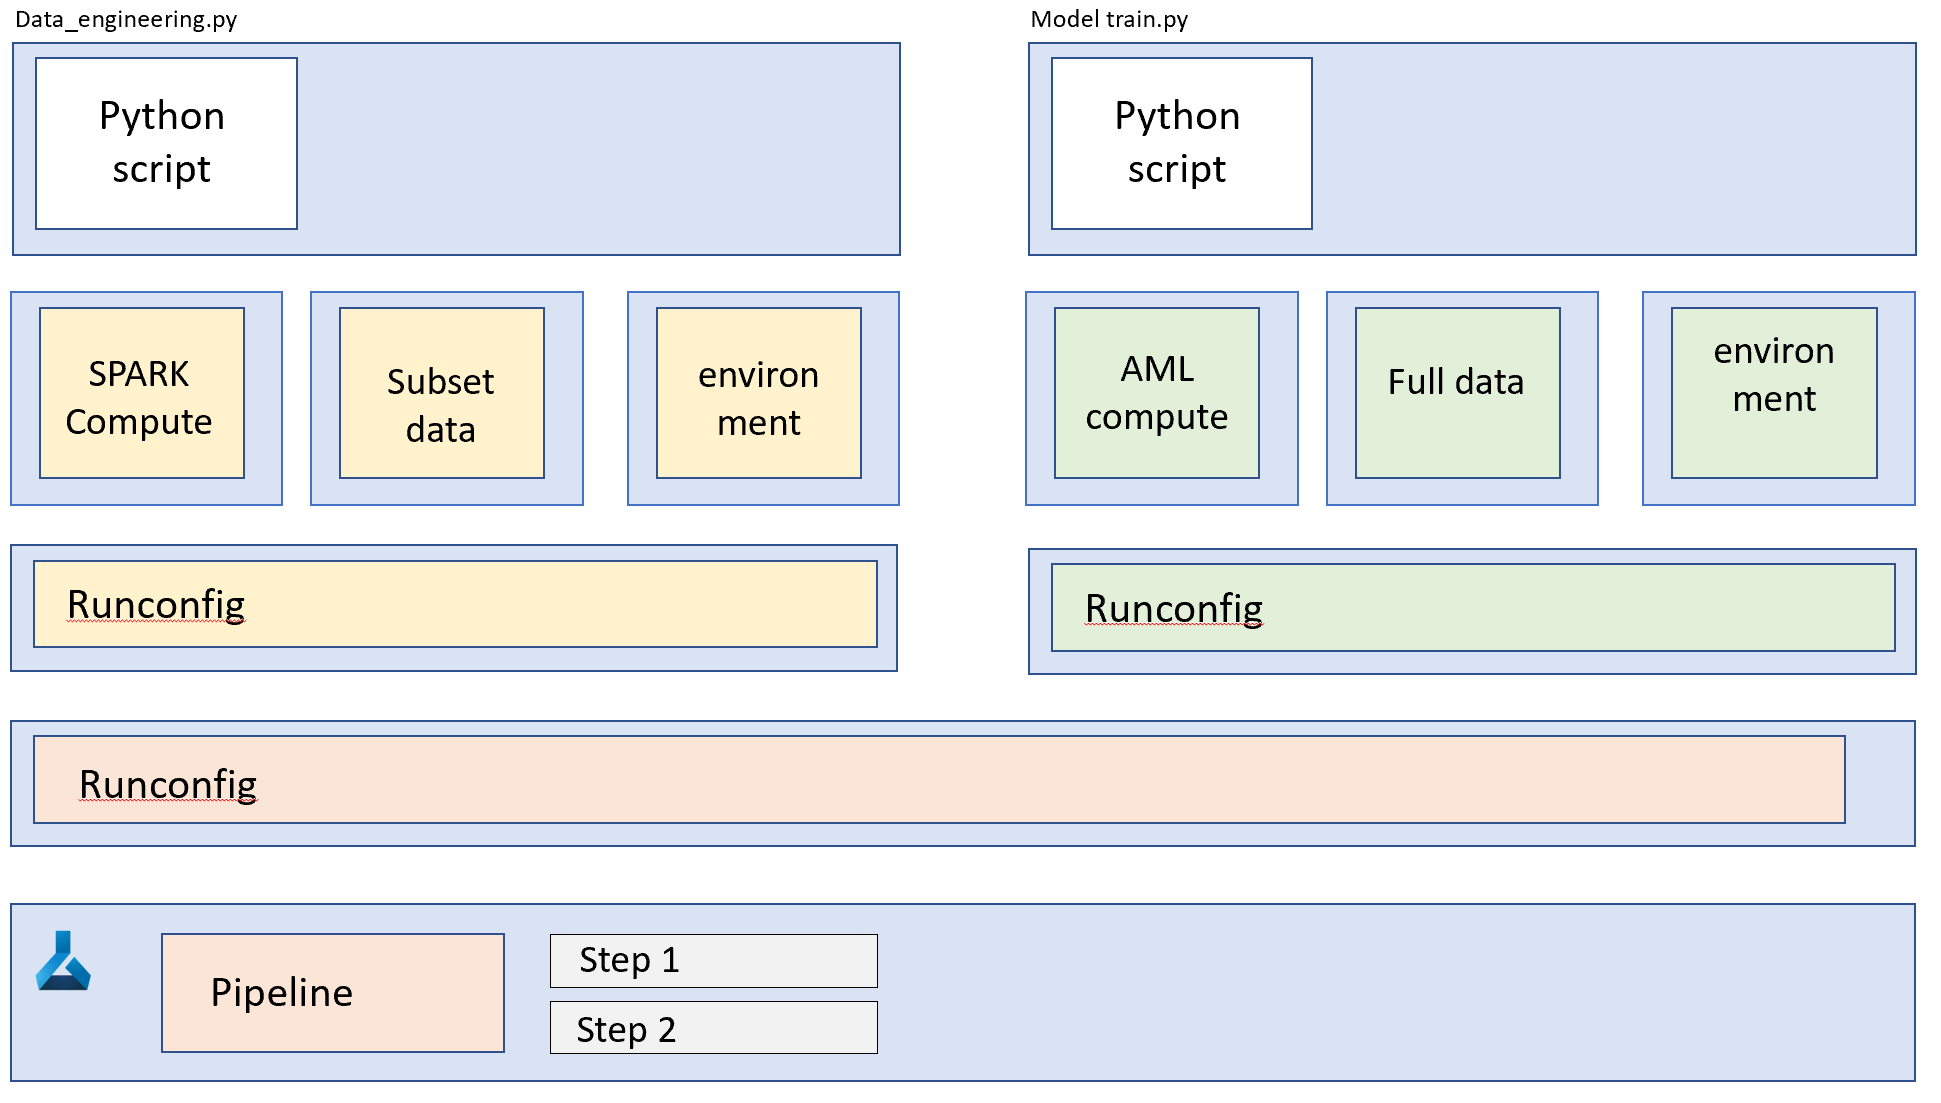 Data_engineering.py
Model train.py
Python
script
Python
script
SPARK
Compute
Subset
data
environ
ment
AML
compute
Full data
environ
ment
Runconfig
Runconfig
Runconfig
Pipeline
Step 1
Step 2